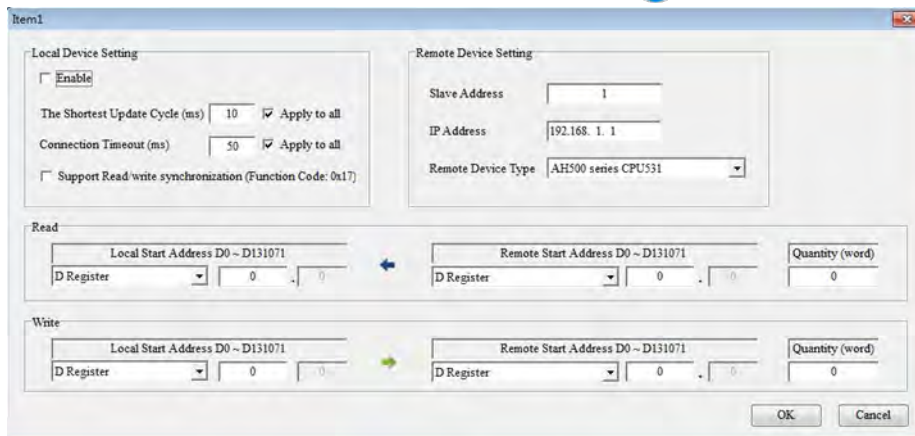 Item1
Local Device Setting
Enable
The Shortest Update Cycle (ms) 10 Apply to all
Connection Timeout (ms) 50 Apply to all
Support Read/write synchronization (Function Code: 0x17)
Remote Device Setting
Slave Address 1
IP Address 192.168. 1. 1
Remote Device Type AH500 series CPU531
Read
Local Start Address D0 ~ D131071
D Register 0 . 0
Remote Start Address D0 ~ D131071
D Register 0 . 0
Quantity (word)
0
Write
Local Start Address D0 ~ D131071
D Register 0 0
Remote Start Address D0 ~ D131071
D Register 0 . 0
Quantity (word)
0
OK Cancel